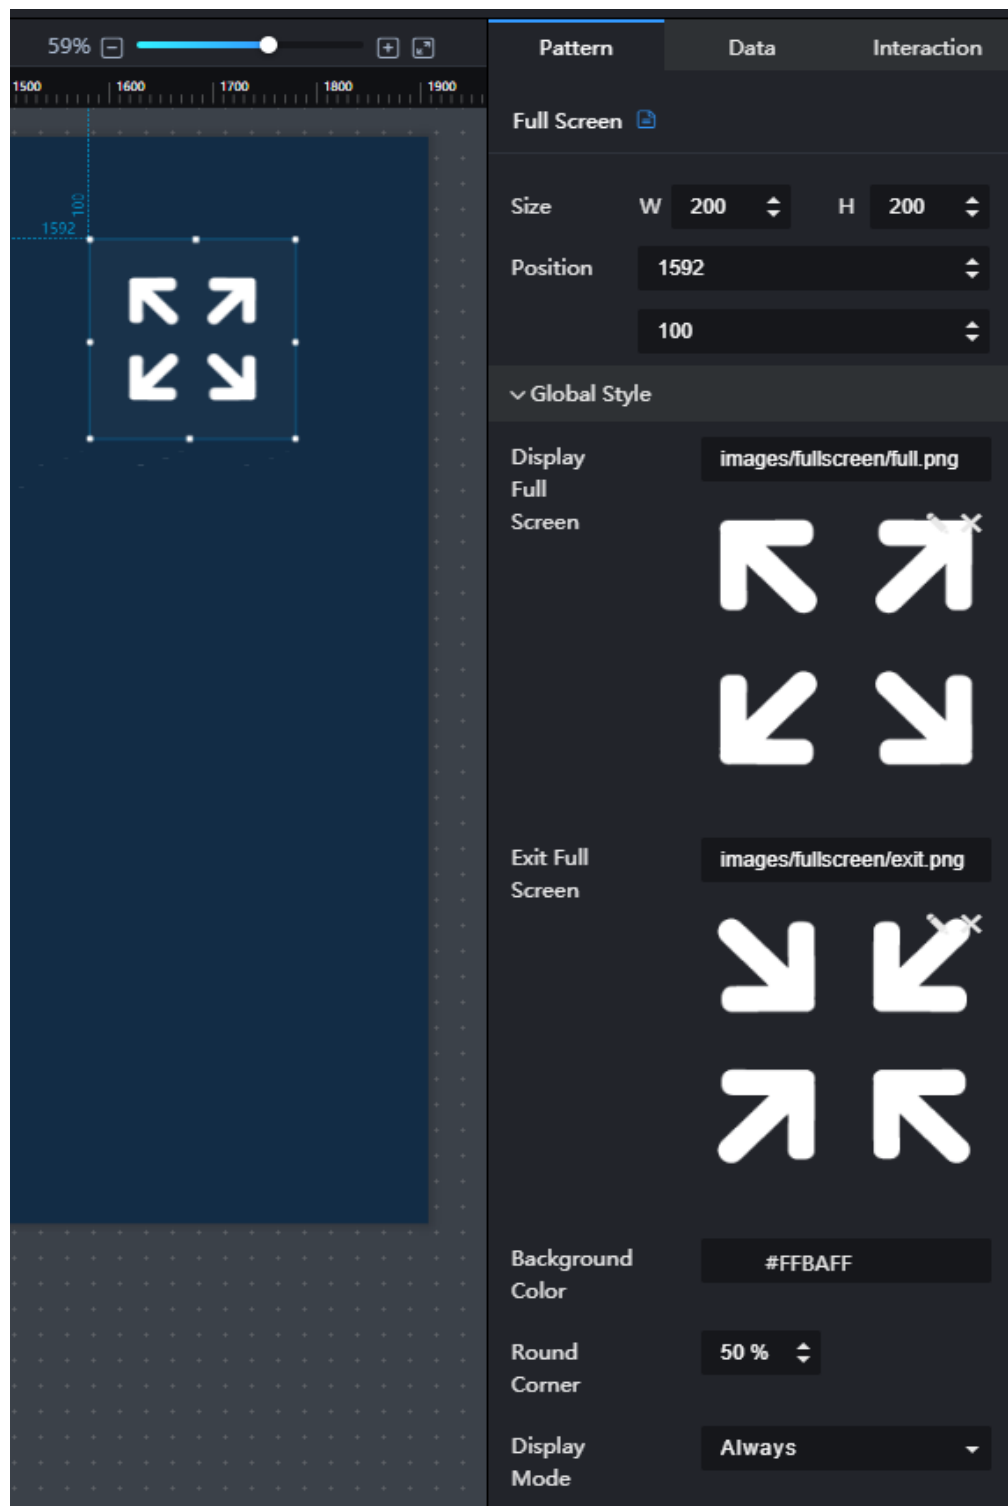 59%
Pattern Data Interaction
1500 1600 1700 1800 1900
Full Screen
100
1592
Size W 200 H 200
Position 1592
100
Global Style
Display
Full
Screen
images/fullscreen/full.png
Exit Full
Screen
images/fullscreen/exit.png
Background
Color
#FFBAFF
Round
Corner
50 %
Display
Mode
Always